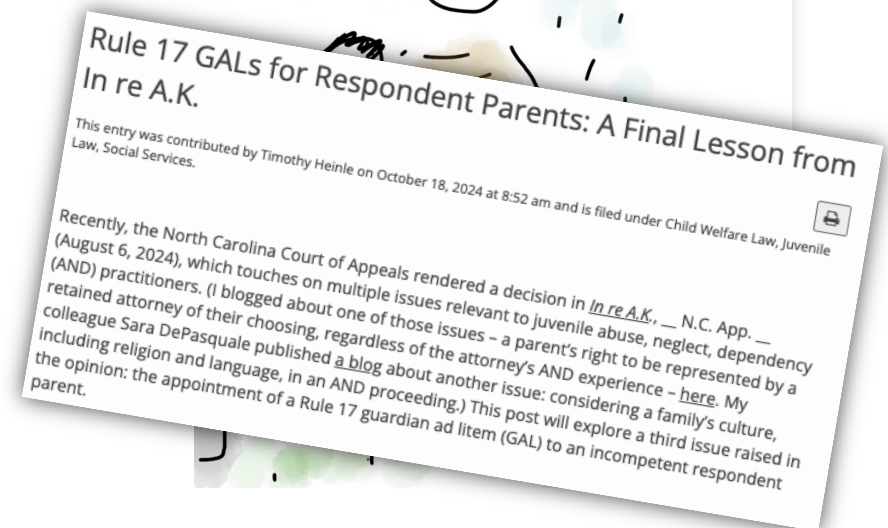 Rule 17 GALs for Respondent Parents: A Final Lesson from
In re A.K.
This entry was contributed by Timothy Heinle on October 18, 2024 at 8:52 am and is filed under Child Welfare Law, Juvenile
Law, Social Services.
Recently, the North Carolina Court of Appeals rendered a decision in In re A.K., __ N.C. App. __
(August 6, 2024), which touches on multiple issues relevant to juvenile abuse, neglect, dependency
(AND) practitioners. (I blogged about one of those issues – a parent’s right to be represented by a
retained attorney of their choosing, regardless of the attorney’s AND experience – here. My
colleague Sara DePasquale published a blog about another issue: considering a family’s culture,
including religion and language, in an AND proceeding.) This post will explore a third issue raised in
the opinion: the appointment of a Rule 17 guardian ad litem (GAL) to an incompetent respondent
parent.